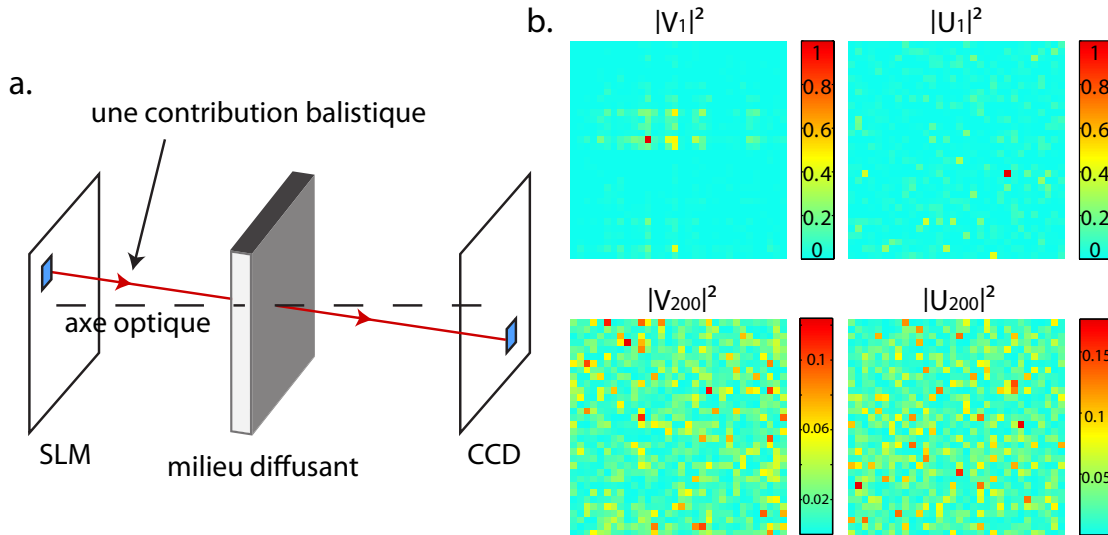 a.
une contribution balistique
axe optique
SLM
milieu diffusant
CCD
b.
|V₁|²
1
0.8
0.6
0.4
0.2
0
|U₁|²
1
0.8
0.6
0.4
0.2
0
|V₂₀₀|²
0.1
0.06
0.02
|U₂₀₀|²
0.15
0.1
0.05